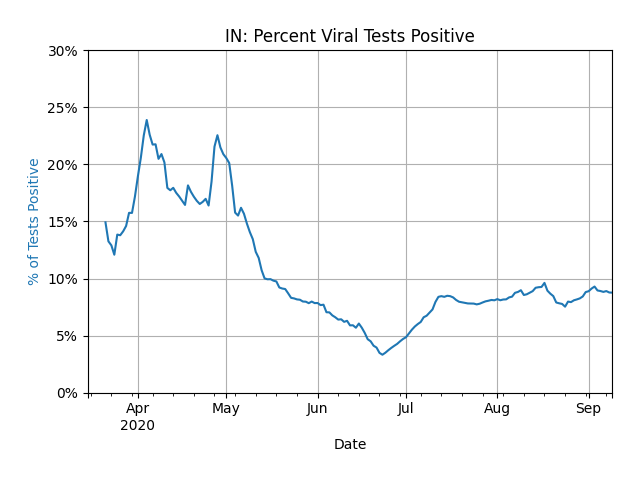 IN: Percent Viral Tests Positive
30%
25%
20%
15%
10%
5%
0%
% of Tests Positive
Apr May Jun Jul Aug Sep
2020
Date